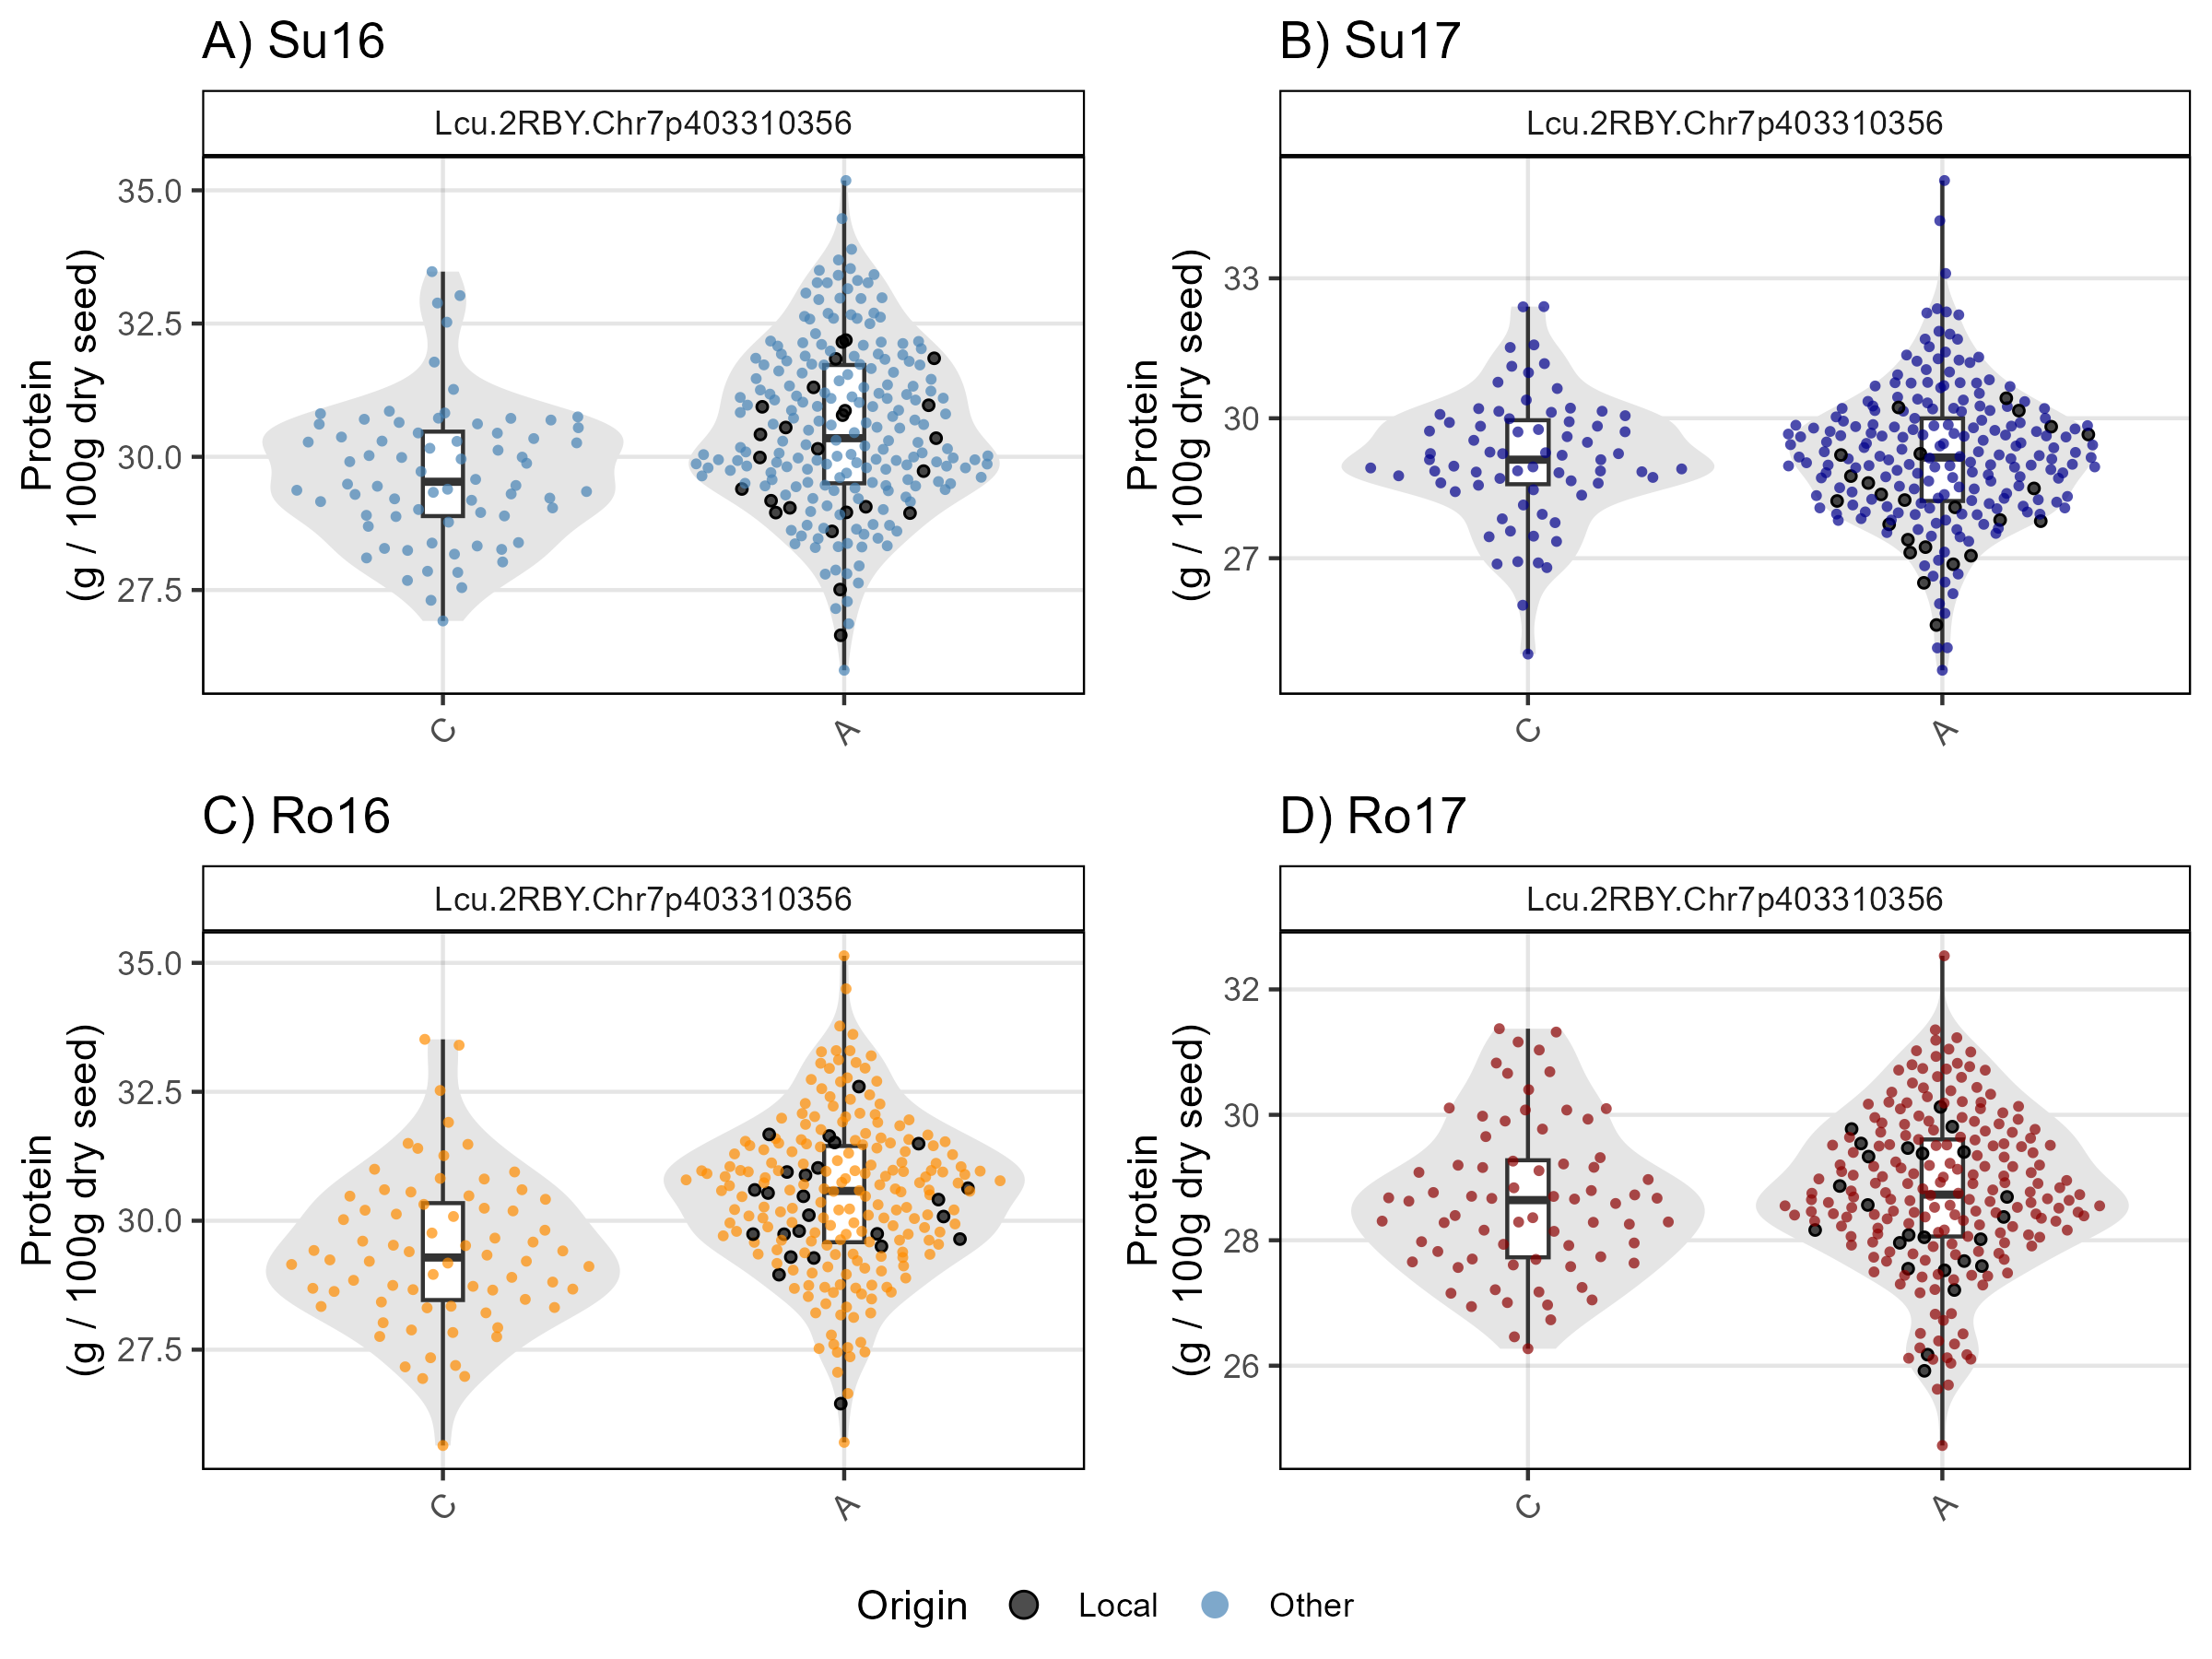 A) Su16
Lcu.2RBY.Chr7p403310356
Protein
(g / 100g dry seed)
35.0
32.5
30.0
27.5
C
A
B) Su17
Lcu.2RBY.Chr7p403310356
Protein
(g / 100g dry seed)
33
30
27
C
A
C) Ro16
Lcu.2RBY.Chr7p403310356
Protein
(g / 100g dry seed)
35.0
32.5
30.0
27.5
C
A
D) Ro17
Lcu.2RBY.Chr7p403310356
Protein
(g / 100g dry seed)
32
30
28
26
C
A
Origin Local Other